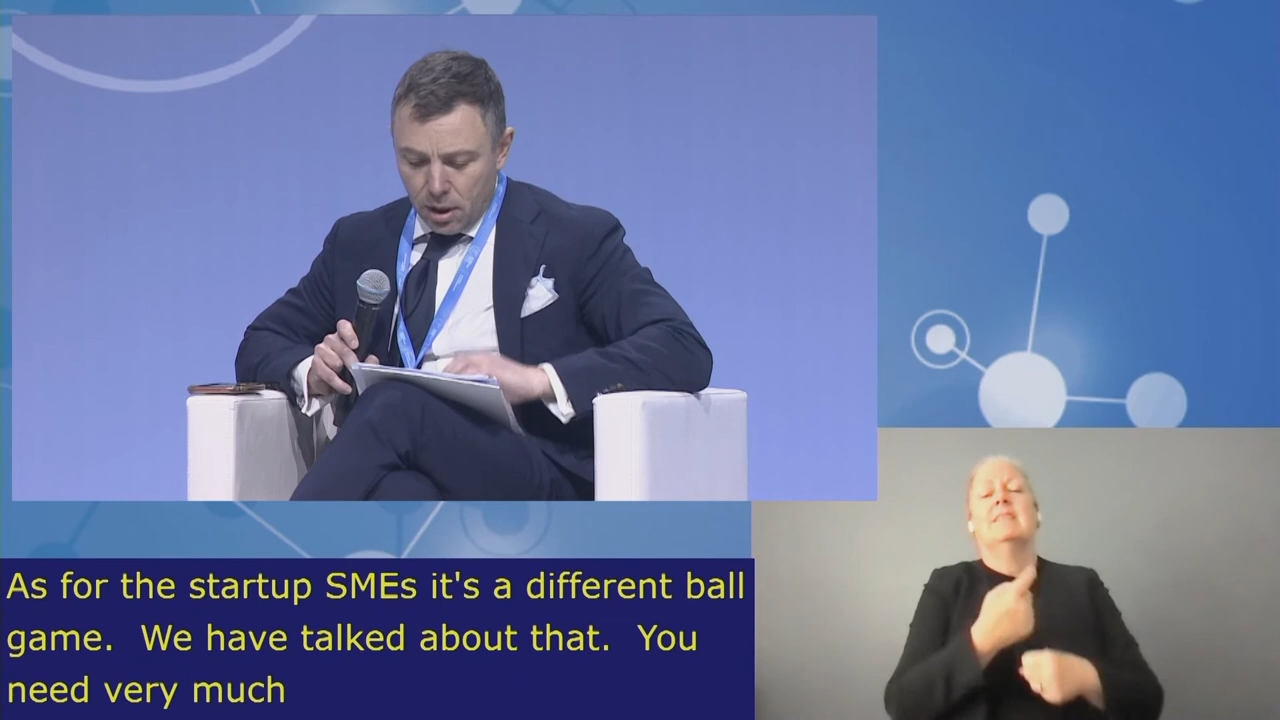 As for the startup SMEs it's a different ball
game.  We have talked about that.  You
need very much